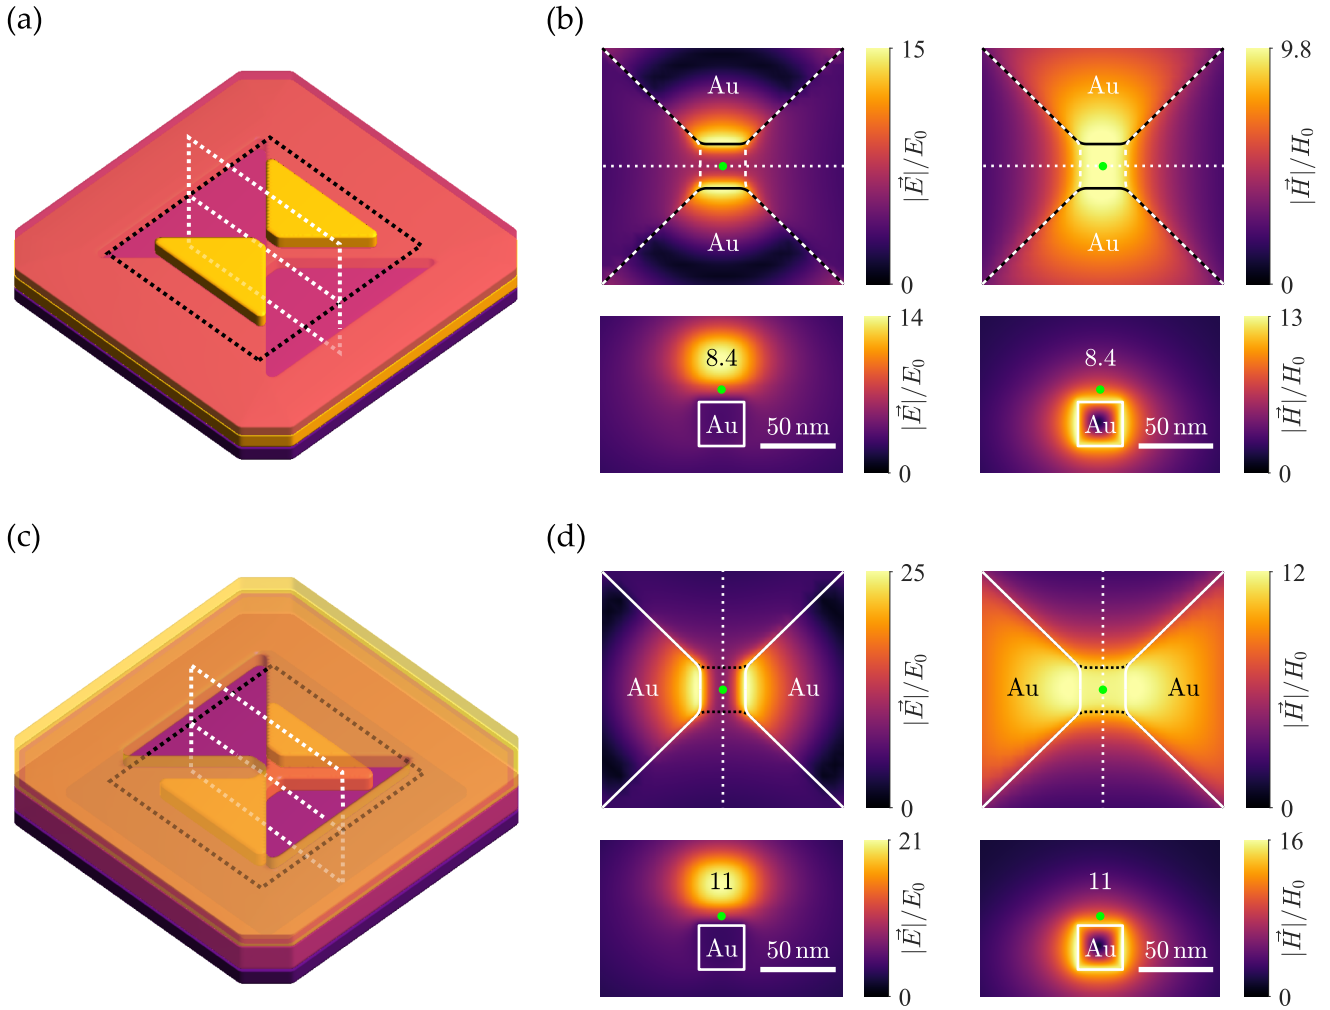 (a)
(b)
Au
Au
15
0
|E⃗|/E₀
Au
Au
9.8
0
|H⃗|/H₀
8.4
Au
50 nm
14
0
|E⃗|/E₀
8.4
Au
50 nm
13
0
|H⃗|/H₀
(c)
(d)
Au
Au
25
0
|E⃗|/E₀
Au
Au
12
0
|H⃗|/H₀
11
Au
50 nm
21
0
|E⃗|/E₀
11
Au
50 nm
16
0
|H⃗|/H₀